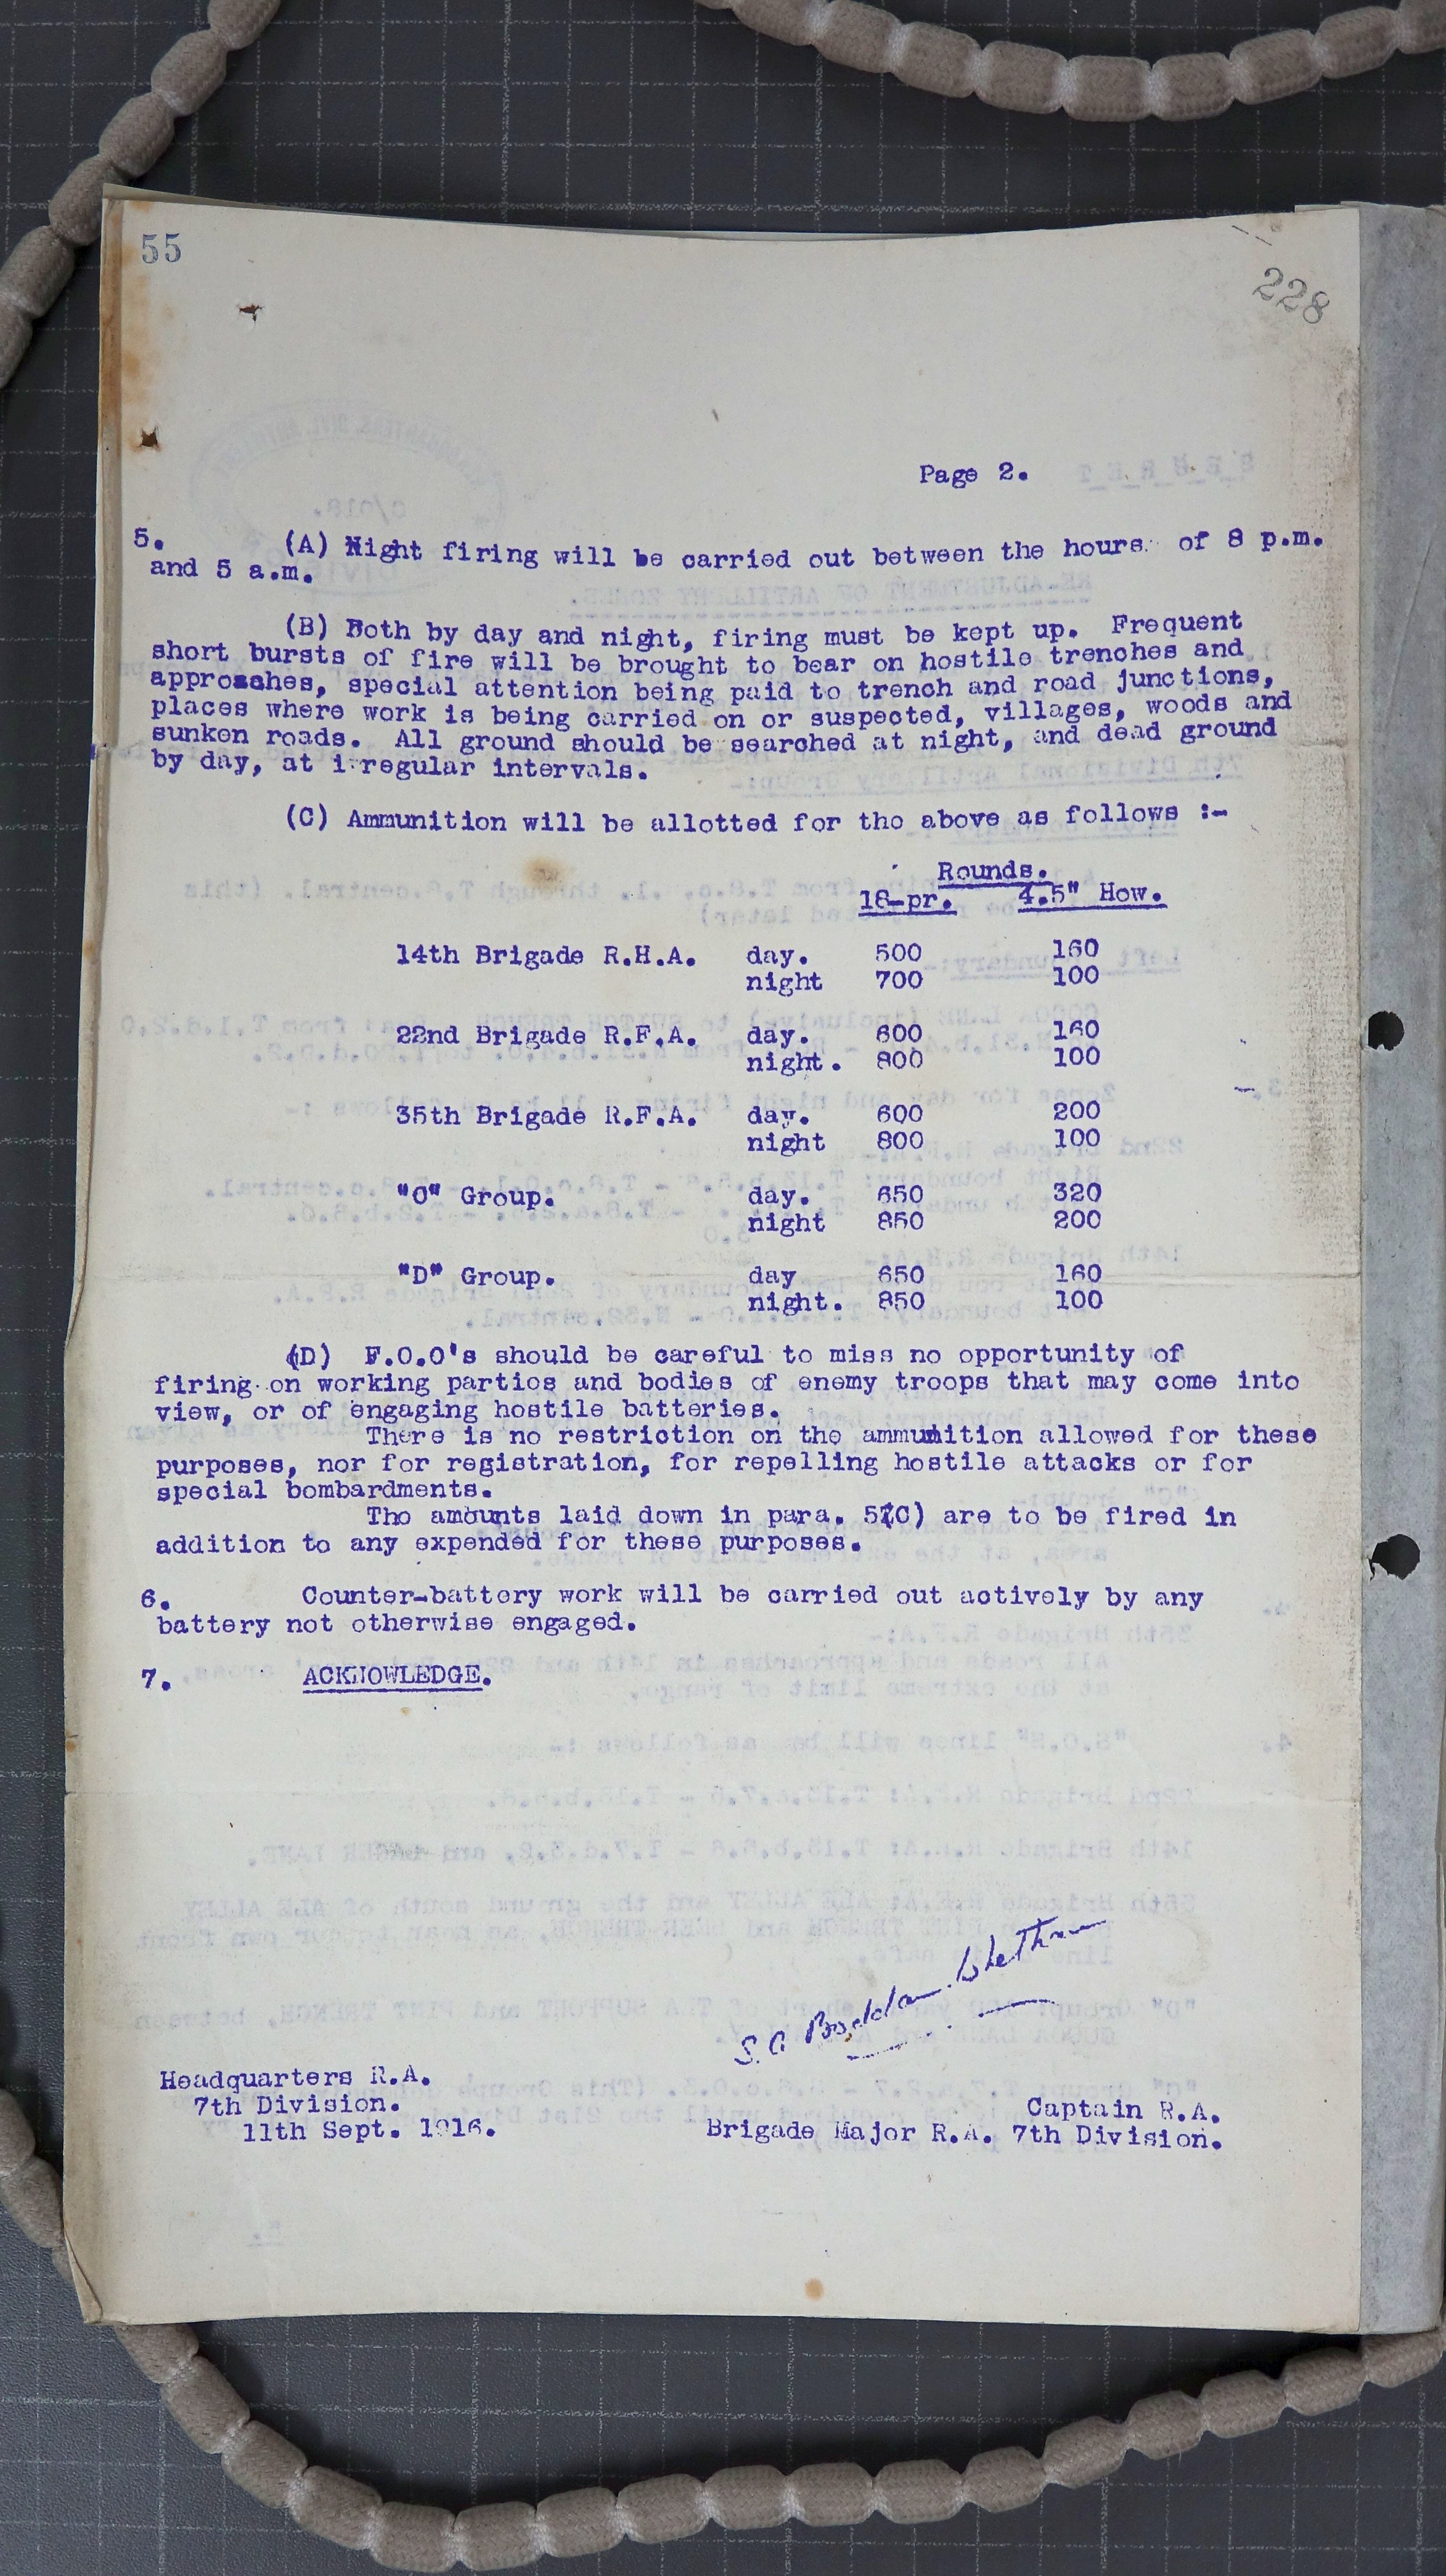 55
228
Page 2.
5. (A) Night firing will be carried out between the hours of 8 p.m.
and 5 a.m.
(B) Both by day and night, firing must be kept up. Frequent
short bursts of fire will be brought to bear on hostile trenches and
approaches, special attention being paid to trench and road junctions,
places where work is being carried on or suspected, villages, woods and
sunken roads. All ground should be searched at night, and dead ground
by day, at irregular intervals.
(C) Ammunition will be allotted for the above as follows :-
Rounds.
18-pr. 4.5" How.
14th Brigade R.H.A. day. 500 160
night 700 100
22nd Brigade R.F.A. day. 600 160
night. 800 100
35th Brigade R.F.A. day. 600 200
night 800 100
"C" Group. day. 650 320
night 850 200
"D" Group. day 650 160
night. 850 100
(D) F.O.O's should be careful to miss no opportunity of
firing on working parties and bodies of enemy troops that may come into
view, or of engaging hostile batteries.
There is no restriction on the ammunition allowed for these
purposes, nor for registration, for repelling hostile attacks or for
special bombardments.
The amounts laid down in para. 5(C) are to be fired in
addition to any expended for these purposes.
6. Counter-battery work will be carried out actively by any
battery not otherwise engaged.
7. ACKNOWLEDGE.
S. G. Boddam-Whetham
Headquarters R.A.
7th Division.
11th Sept. 1916.
Captain R.A.
Brigade Major R.A. 7th Division.